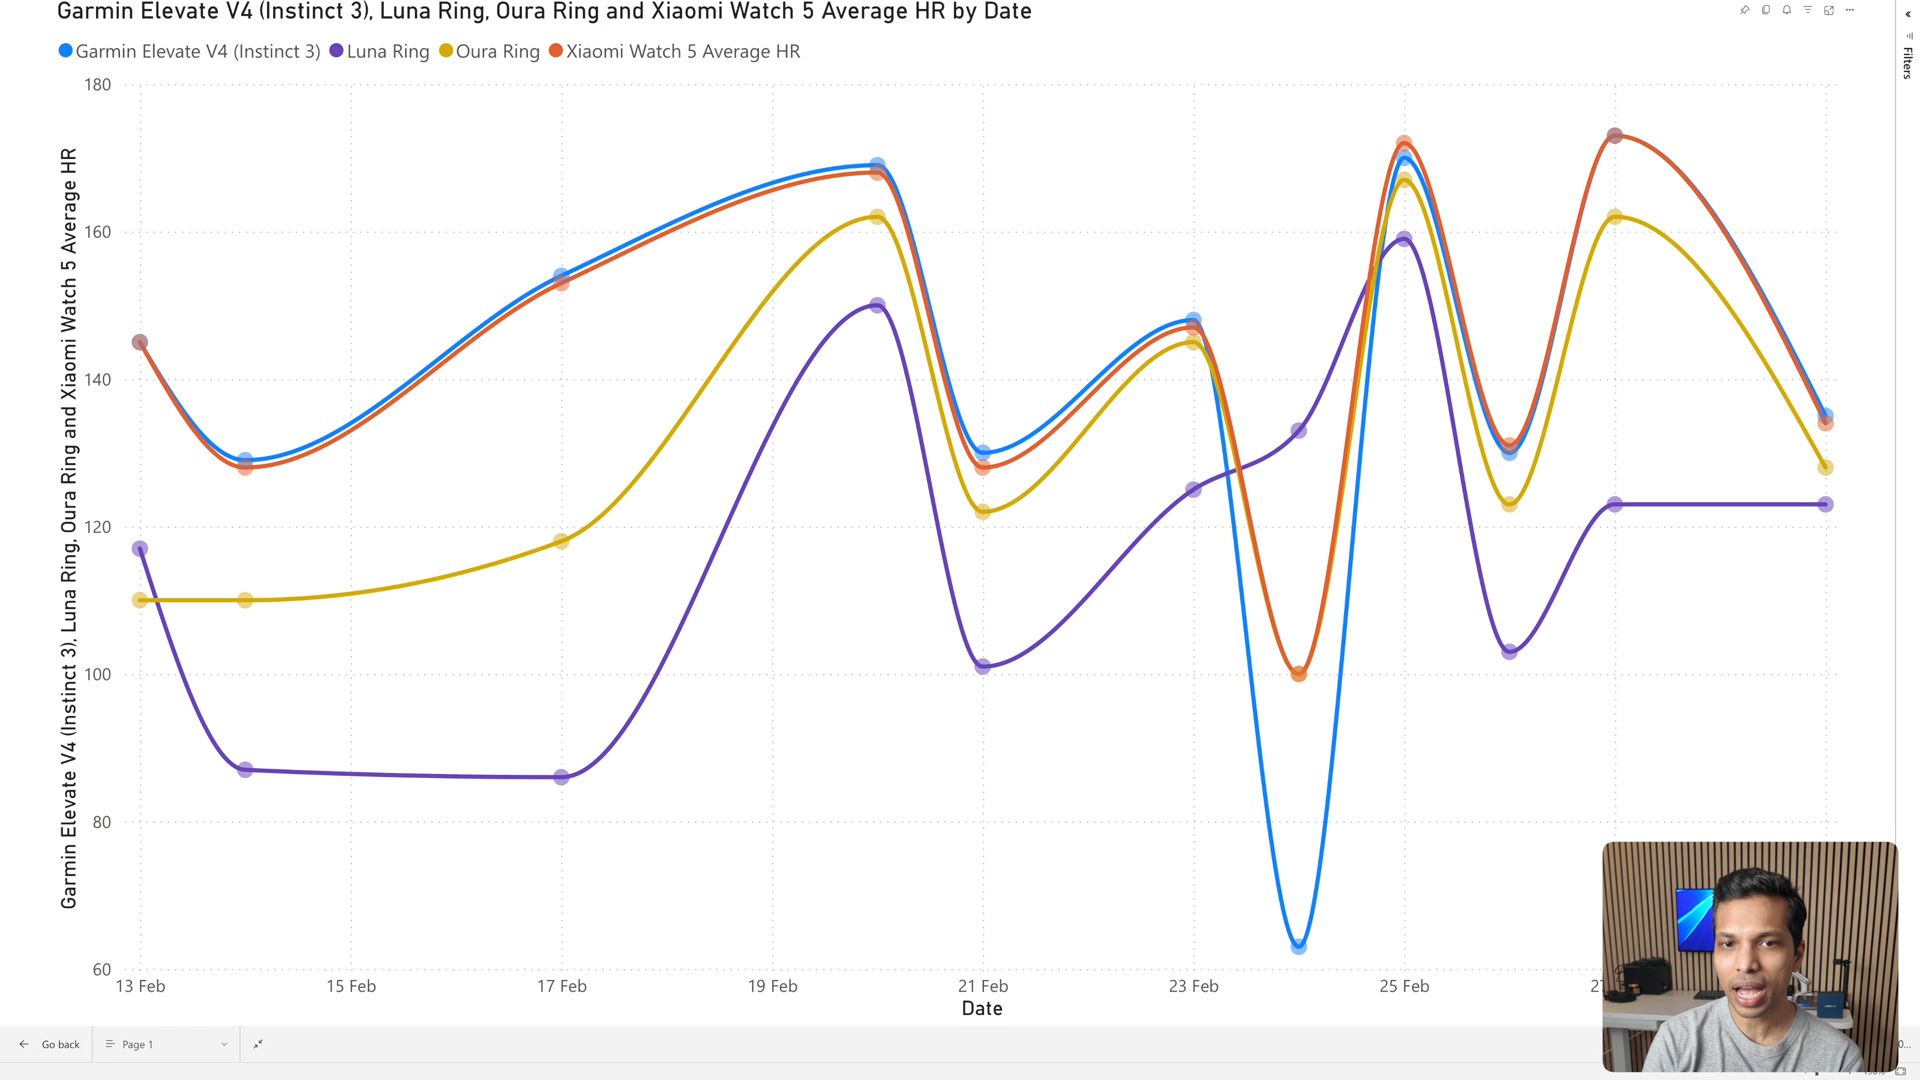 Garmin Elevate V4 (Instinct 3), Luna Ring, Oura Ring and Xiaomi Watch 5 Average HR by Date
Garmin Elevate V4 (Instinct 3) Luna Ring Oura Ring Xiaomi Watch 5 Average HR
Filters
Garmin Elevate V4 (Instinct 3), Luna Ring, Oura Ring and Xiaomi Watch 5 Average HR
180
160
140
120
100
80
60
13 Feb 15 Feb 17 Feb 19 Feb 21 Feb 23 Feb 25 Feb
Date
Go back Page 1